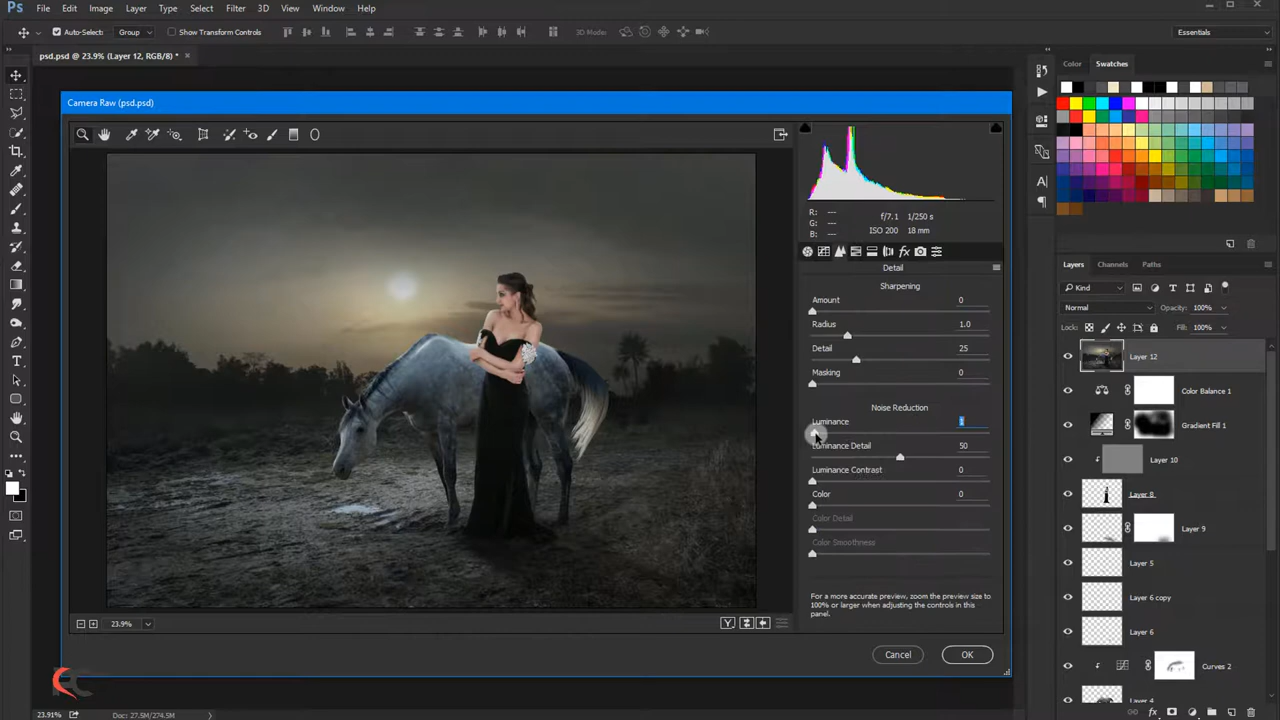 Ps File Edit Image Layer Type Select Filter 3D View Window Help
Auto-Select: Group Show Transform Controls 3D Mode: Essentials
psd.psd @ 23.9% (Layer 12, RGB/8) * ×
Color Swatches
Camera Raw (psd.psd)
R: ---
G: ---
B: ---
f/7.1 1/250 s
ISO 200 18 mm
Detail
Sharpening
Amount 0
Radius 1.0
Detail 25
Masking 0
Noise Reduction
Luminance 1
Luminance Detail 50
Luminance Contrast 0
Color 0
Color Detail
Color Smoothness
For a more accurate preview, zoom the preview size to
100% or larger when adjusting the controls in this
panel.
23.9%
Cancel OK
Layers Channels Paths
Kind
Normal Opacity: 100%
Lock: Fill: 100%
Layer 12
Color Balance 1
Gradient Fill 1
Layer 10
Layer 8
Layer 9
Layer 5
Layer 6 copy
Layer 6
Curves 2
Layer 4
23.91% Doc: 27.5M/274.5M